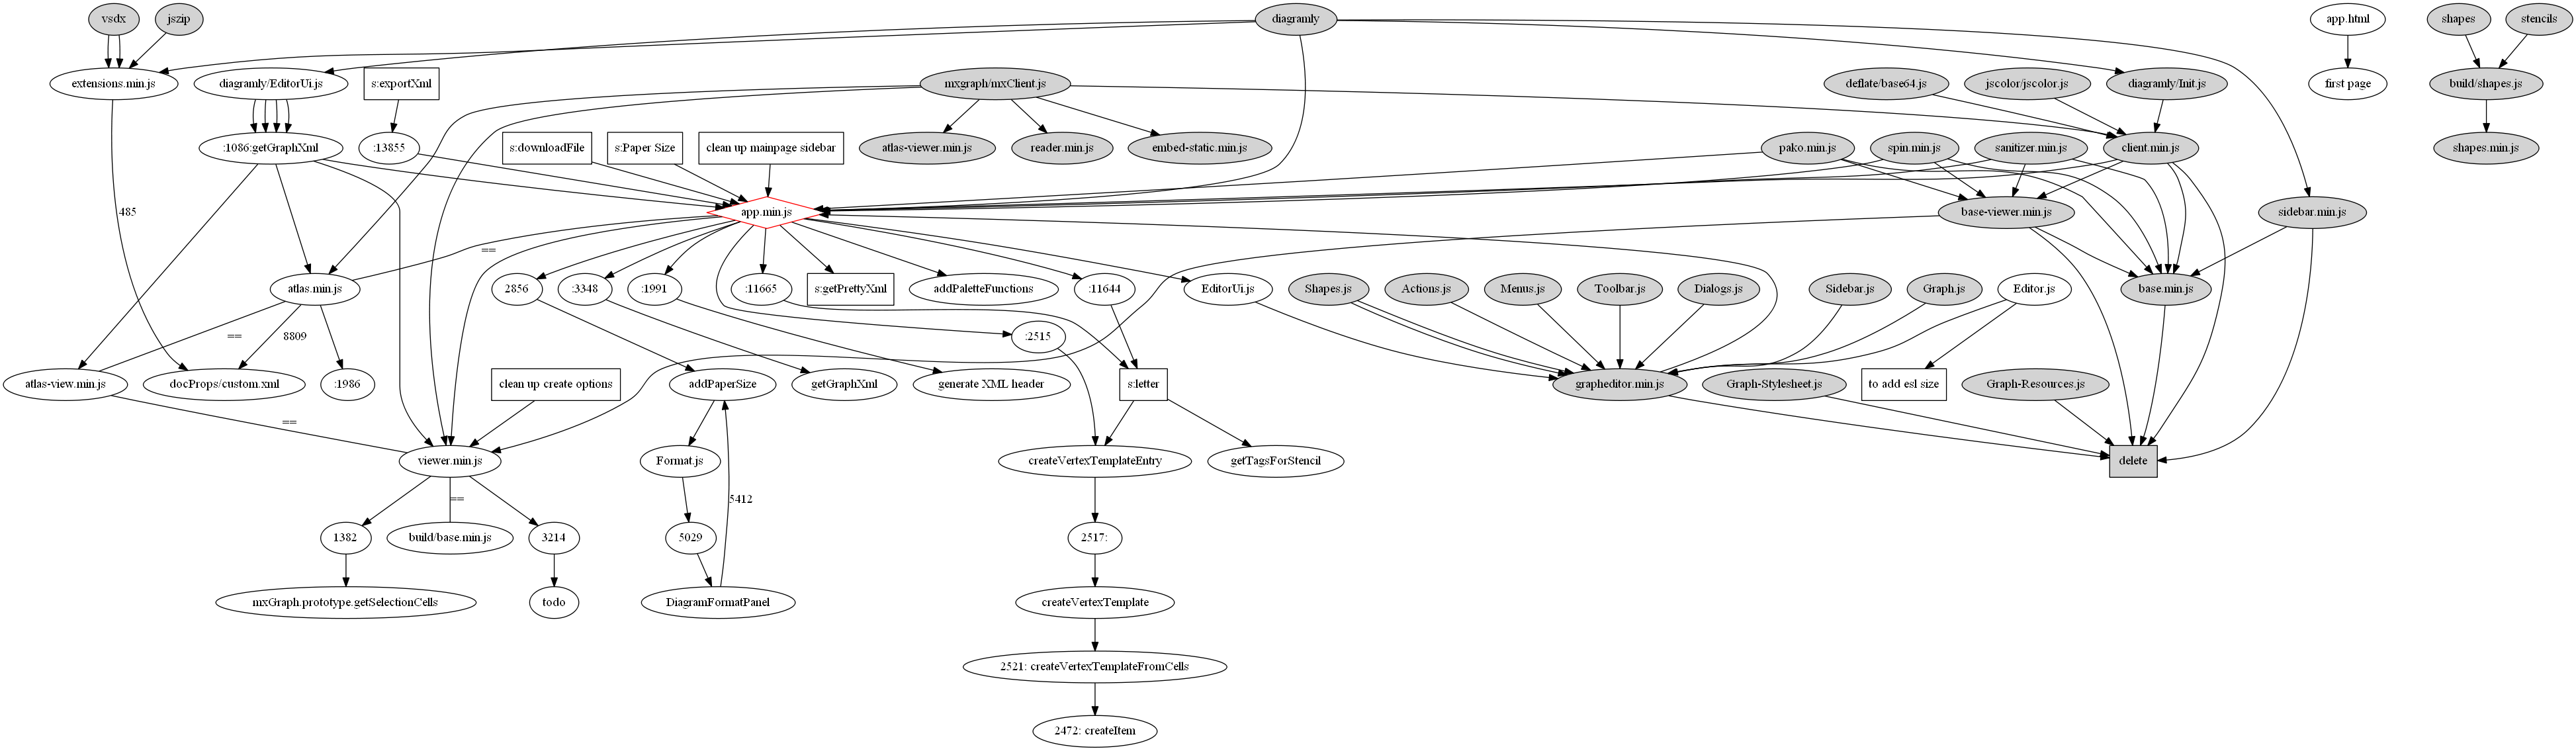 vsdx
jszip
diagramly
app.html
shapes
stencils
extensions.min.js
diagramly/EditorUi.js
s:exportXml
mxgraph/mxClient.js
deflate/base64.js
jscolor/jscolor.js
diagramly/Init.js
first page
build/shapes.js
:1086:getGraphXml
:13855
s:downloadFile
s:Paper Size
clean up mainpage sidebar
atlas-viewer.min.js
reader.min.js
embed-static.min.js
pako.min.js
spin.min.js
sanitizer.min.js
client.min.js
shapes.min.js
485
app.min.js
base-viewer.min.js
sidebar.min.js
==
atlas.min.js
2856
:3348
:1991
:11665
s:getPrettyXml
addPaletteFunctions
:11644
EditorUi.js
Shapes.js
Actions.js
Menus.js
Toolbar.js
Dialogs.js
Sidebar.js
Graph.js
Editor.js
base.min.js
==
8809
:2515
atlas-view.min.js
docProps/custom.xml
:1986
clean up create options
addPaperSize
getGraphXml
generate XML header
s:letter
grapheditor.min.js
Graph-Stylesheet.js
to add esl size
Graph-Resources.js
==
viewer.min.js
Format.js
createVertexTemplateEntry
getTagsForStencil
delete
==
5412
1382
build/base.min.js
3214
5029
2517:
mxGraph.prototype.getSelectionCells
todo
DiagramFormatPanel
createVertexTemplate
2521: createVertexTemplateFromCells
2472: createItem